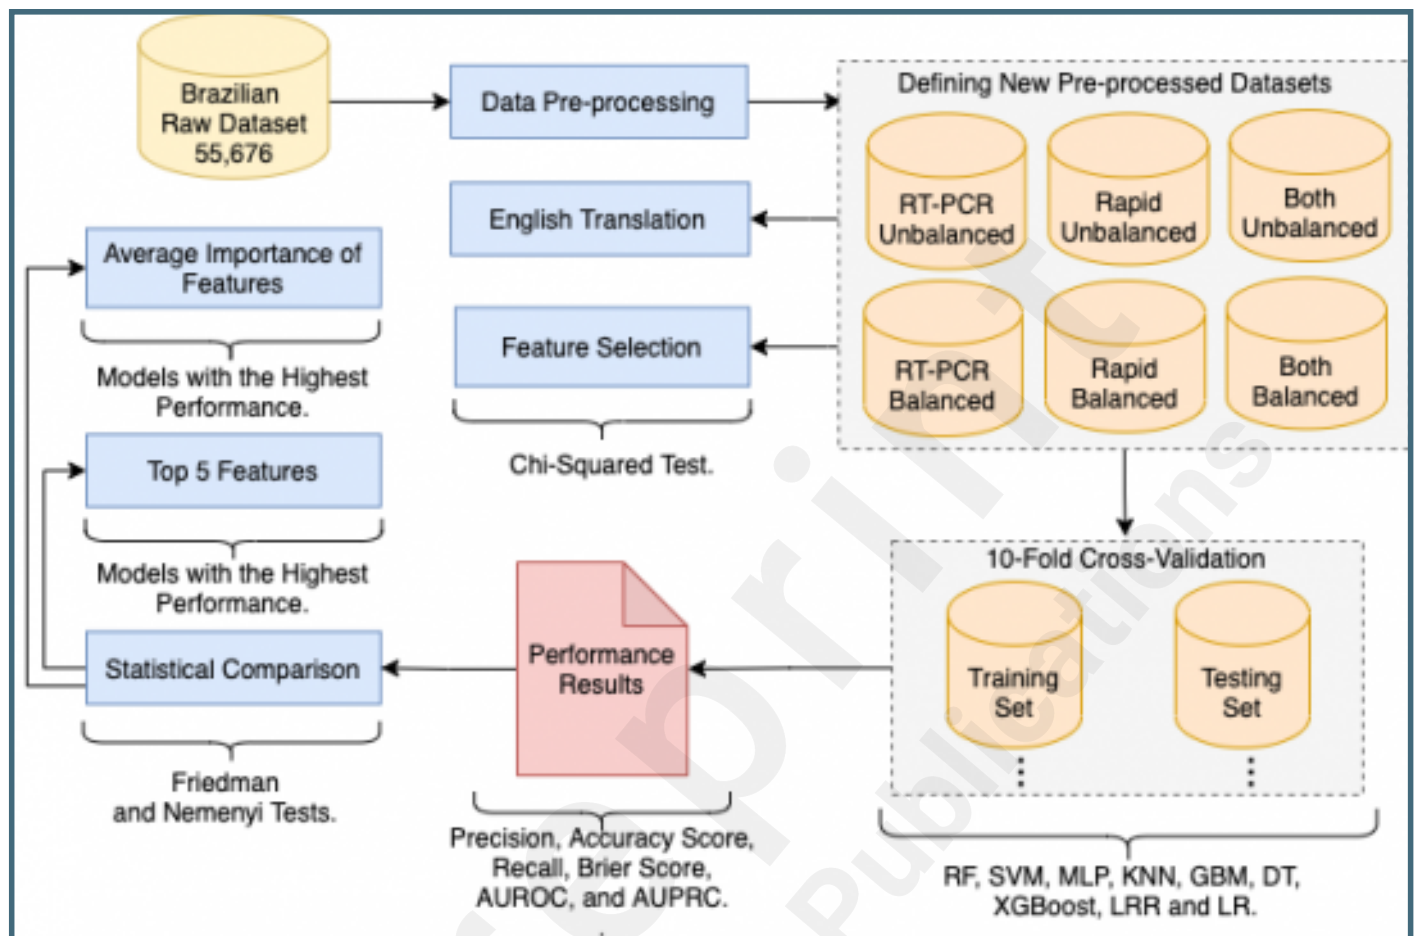 Brazilian
Raw Dataset
55,676
Data Pre-processing
Defining New Pre-processed Datasets
RT-PCR
Unbalanced
Rapid
Unbalanced
Both
Unbalanced
RT-PCR
Balanced
Rapid
Balanced
Both
Balanced
English Translation
Feature Selection
Chi-Squared Test.
10-Fold Cross-Validation
Training
Set
Testing
Set
RF, SVM, MLP, KNN, GBM, DT,
XGBoost, LRR and LR.
Performance
Results
Precision, Accuracy Score,
Recall, Brier Score,
AUROC, and AUPRC.
Statistical Comparison
Friedman
and Nemenyi Tests.
Top 5 Features
Models with the Highest
Performance.
Average Importance of
Features
Models with the Highest
Performance.
eprint
Publications